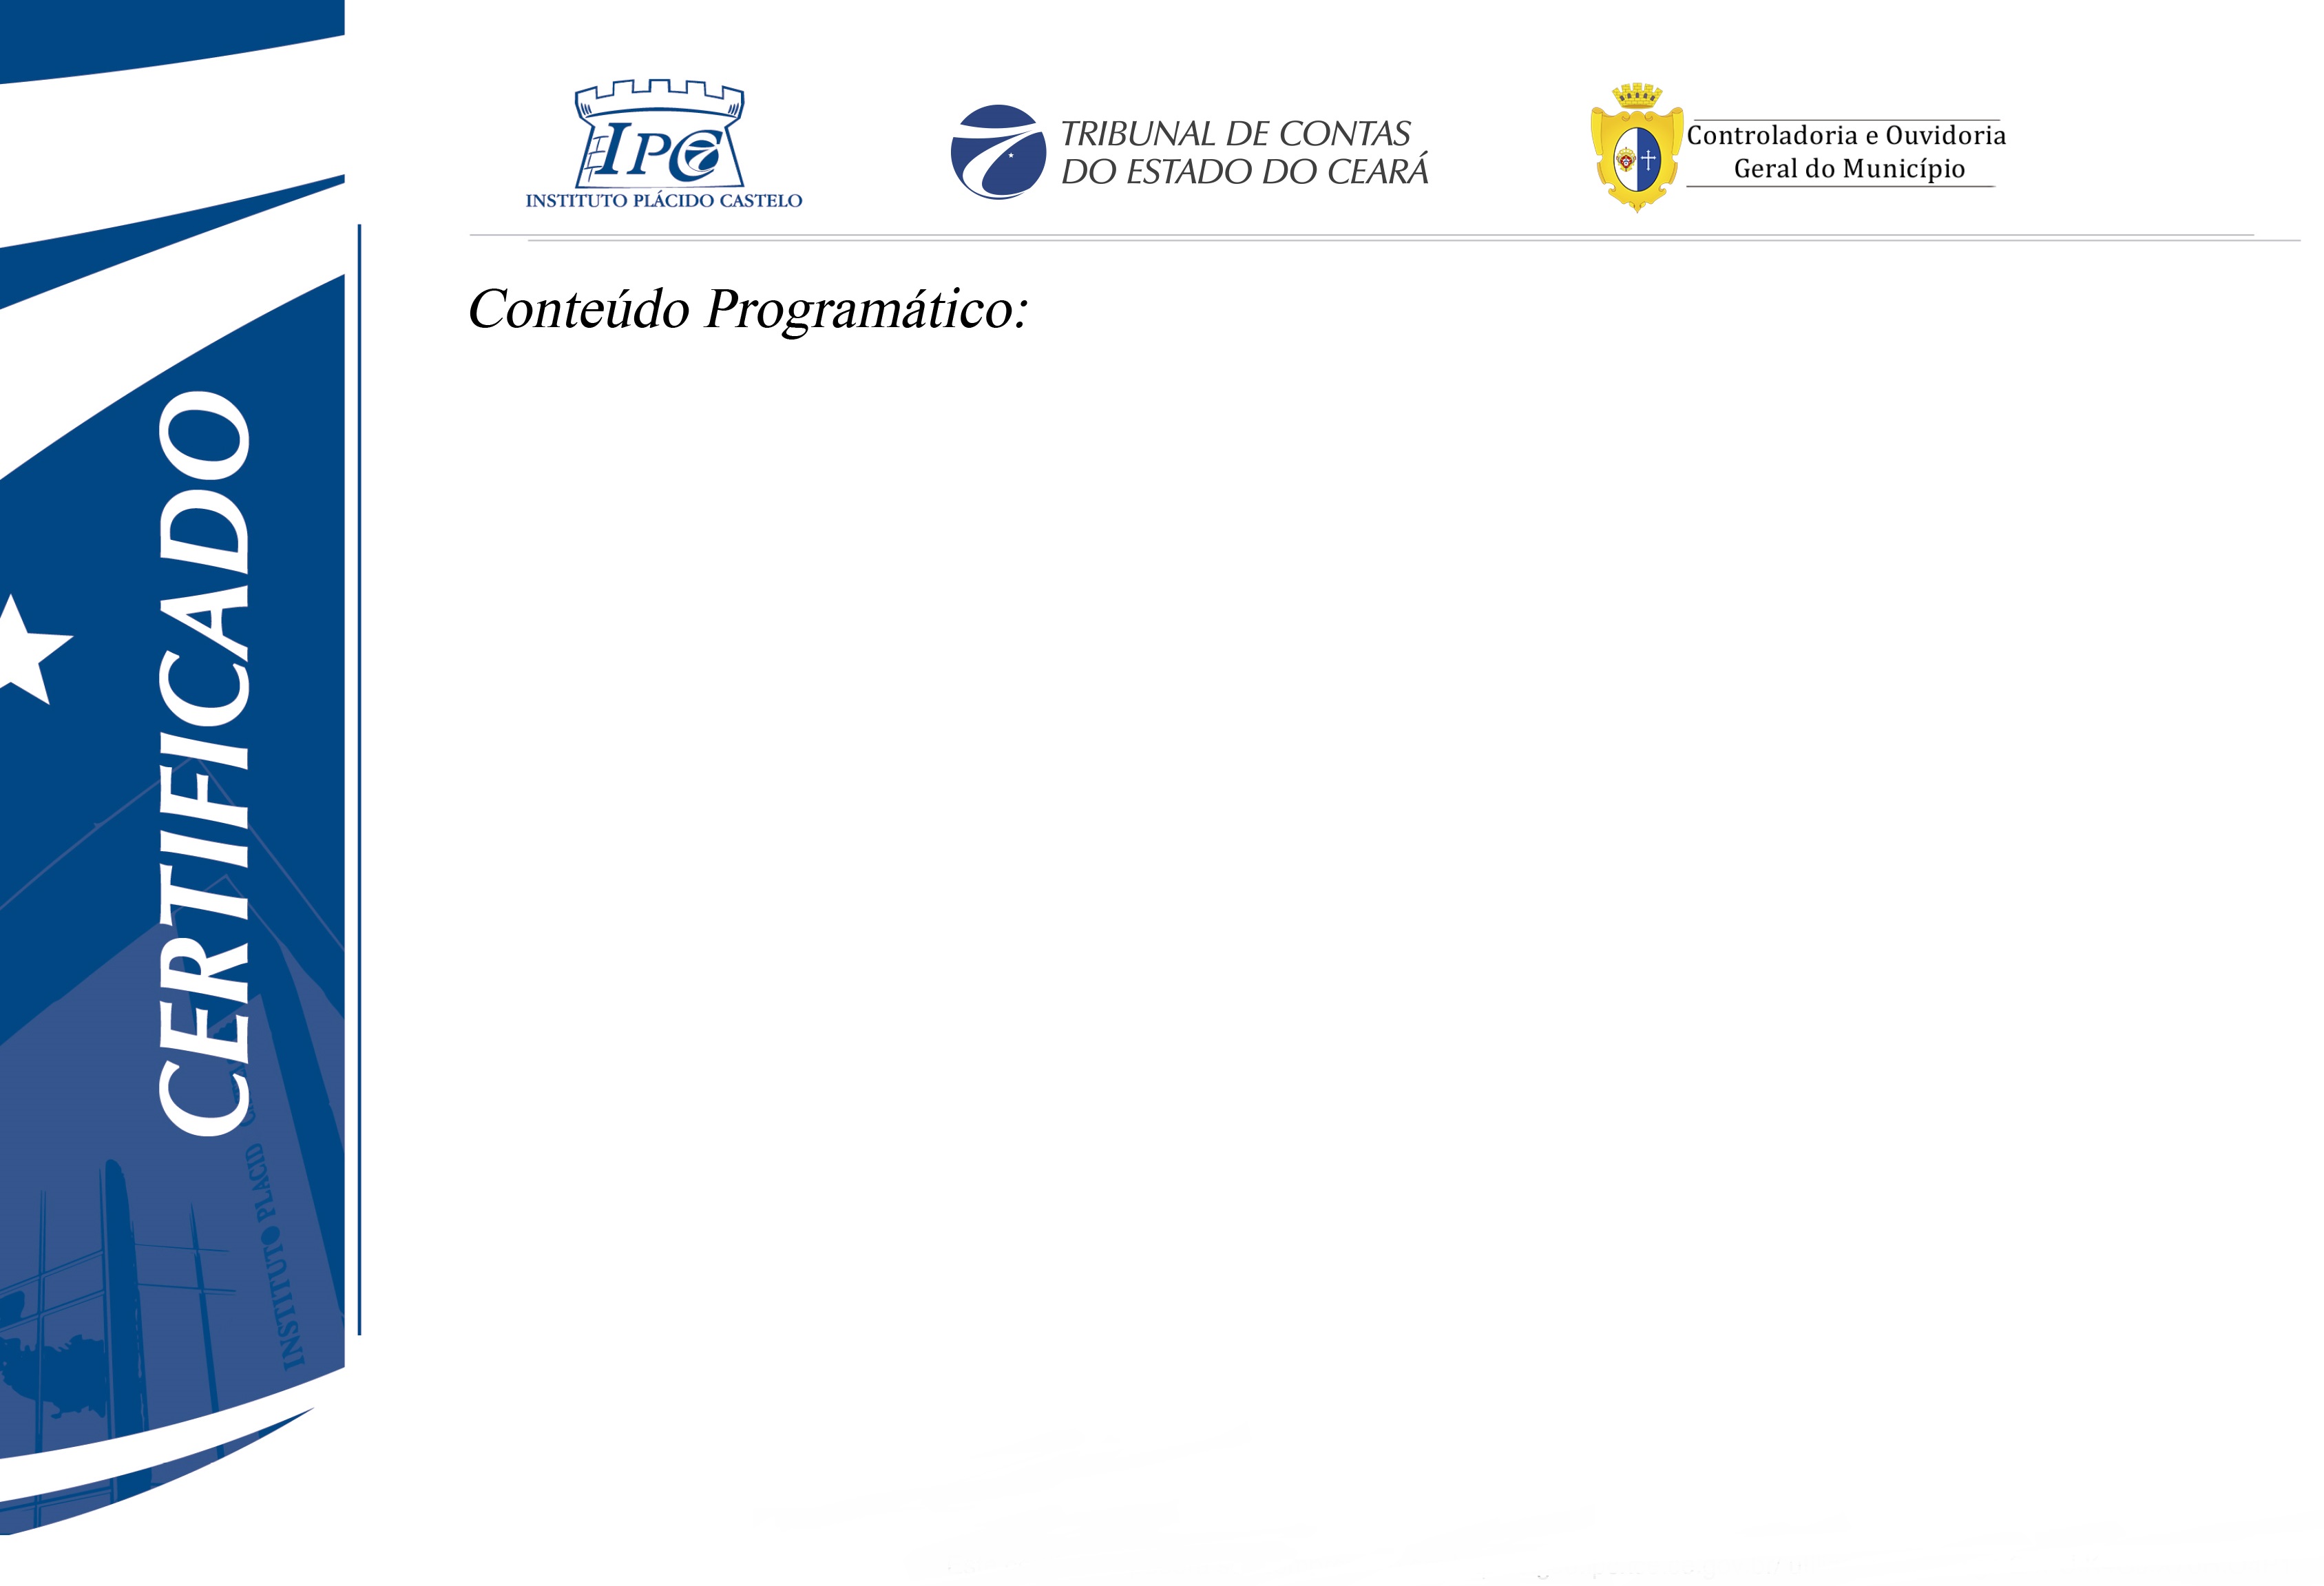 IPC
INSTITUTO PLÁCIDO CASTELO
TRIBUNAL DE CONTAS
DO ESTADO DO CEARÁ
Controladoria e Ouvidoria
Geral do Município
Conteúdo Programático:
CERTIFICADO
INSTITUTO PLACID